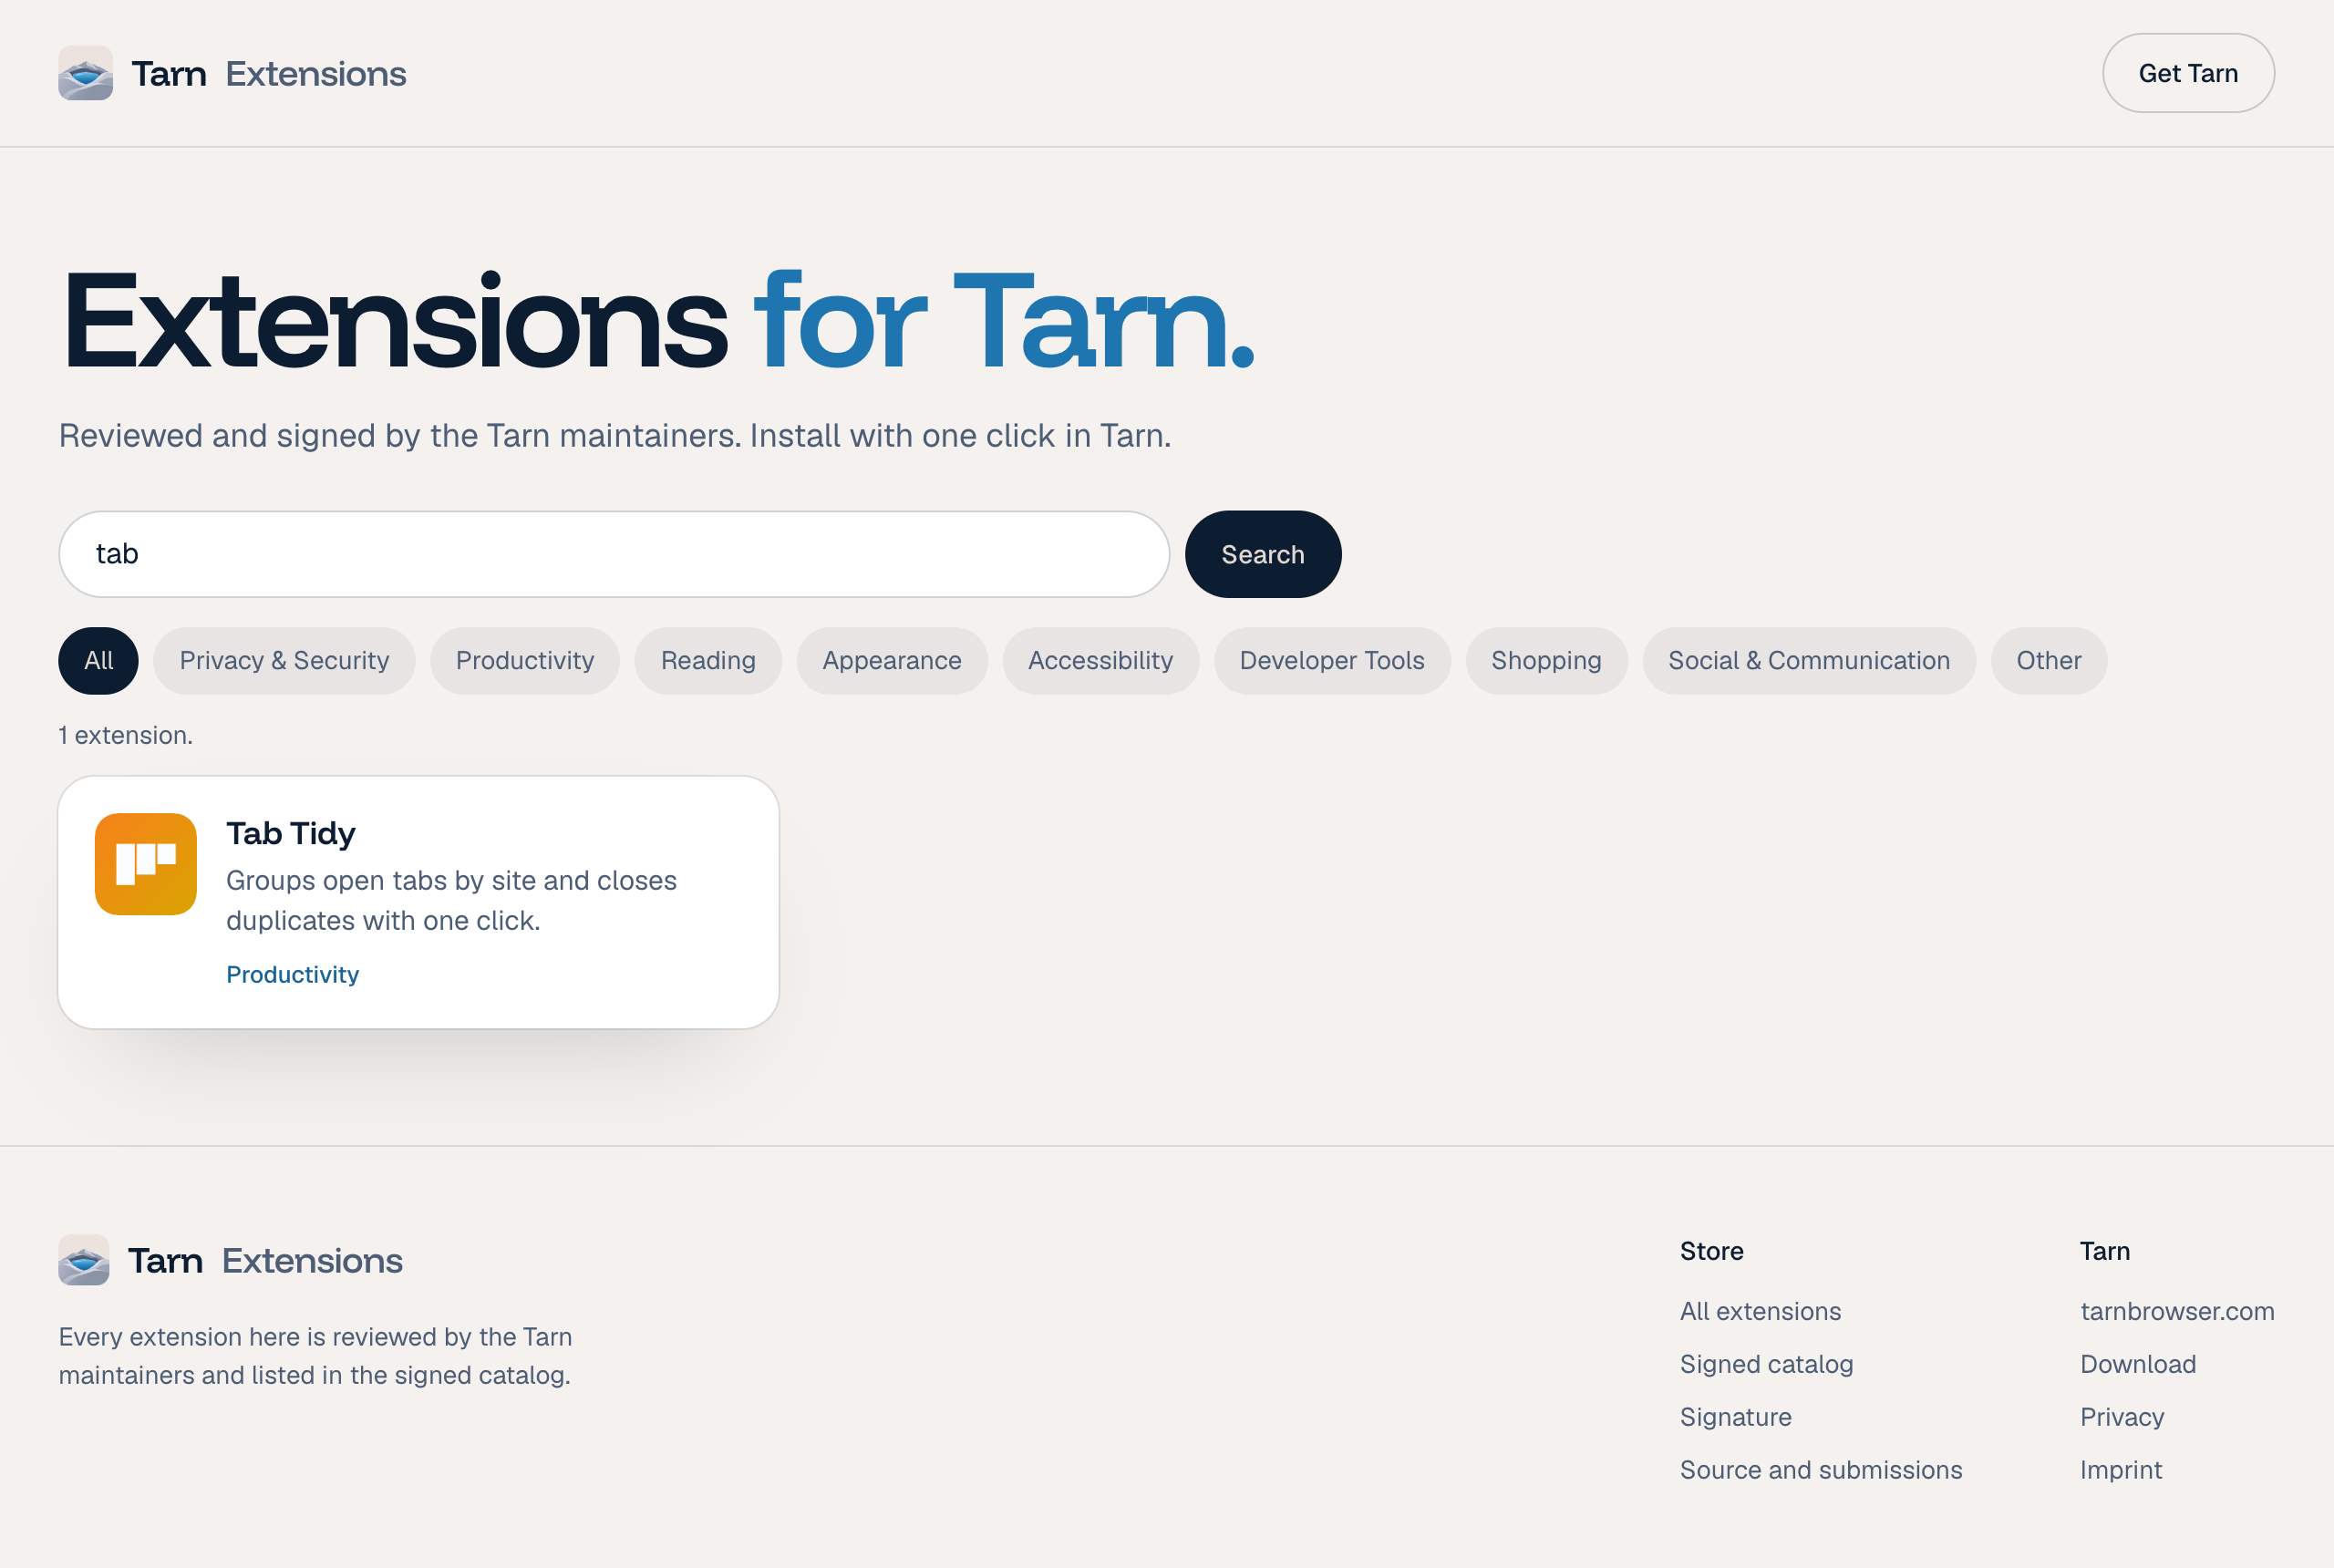 Tarn Extensions
Get Tarn
Extensions for Tarn.
Reviewed and signed by the Tarn maintainers. Install with one click in Tarn.
tab
Search
All
Privacy & Security
Productivity
Reading
Appearance
Accessibility
Developer Tools
Shopping
Social & Communication
Other
1 extension.
Tab Tidy
Groups open tabs by site and closes
duplicates with one click.
Productivity
Tarn Extensions
Every extension here is reviewed by the Tarn
maintainers and listed in the signed catalog.
Store
All extensions
Signed catalog
Signature
Source and submissions
Tarn
tarnbrowser.com
Download
Privacy
Imprint